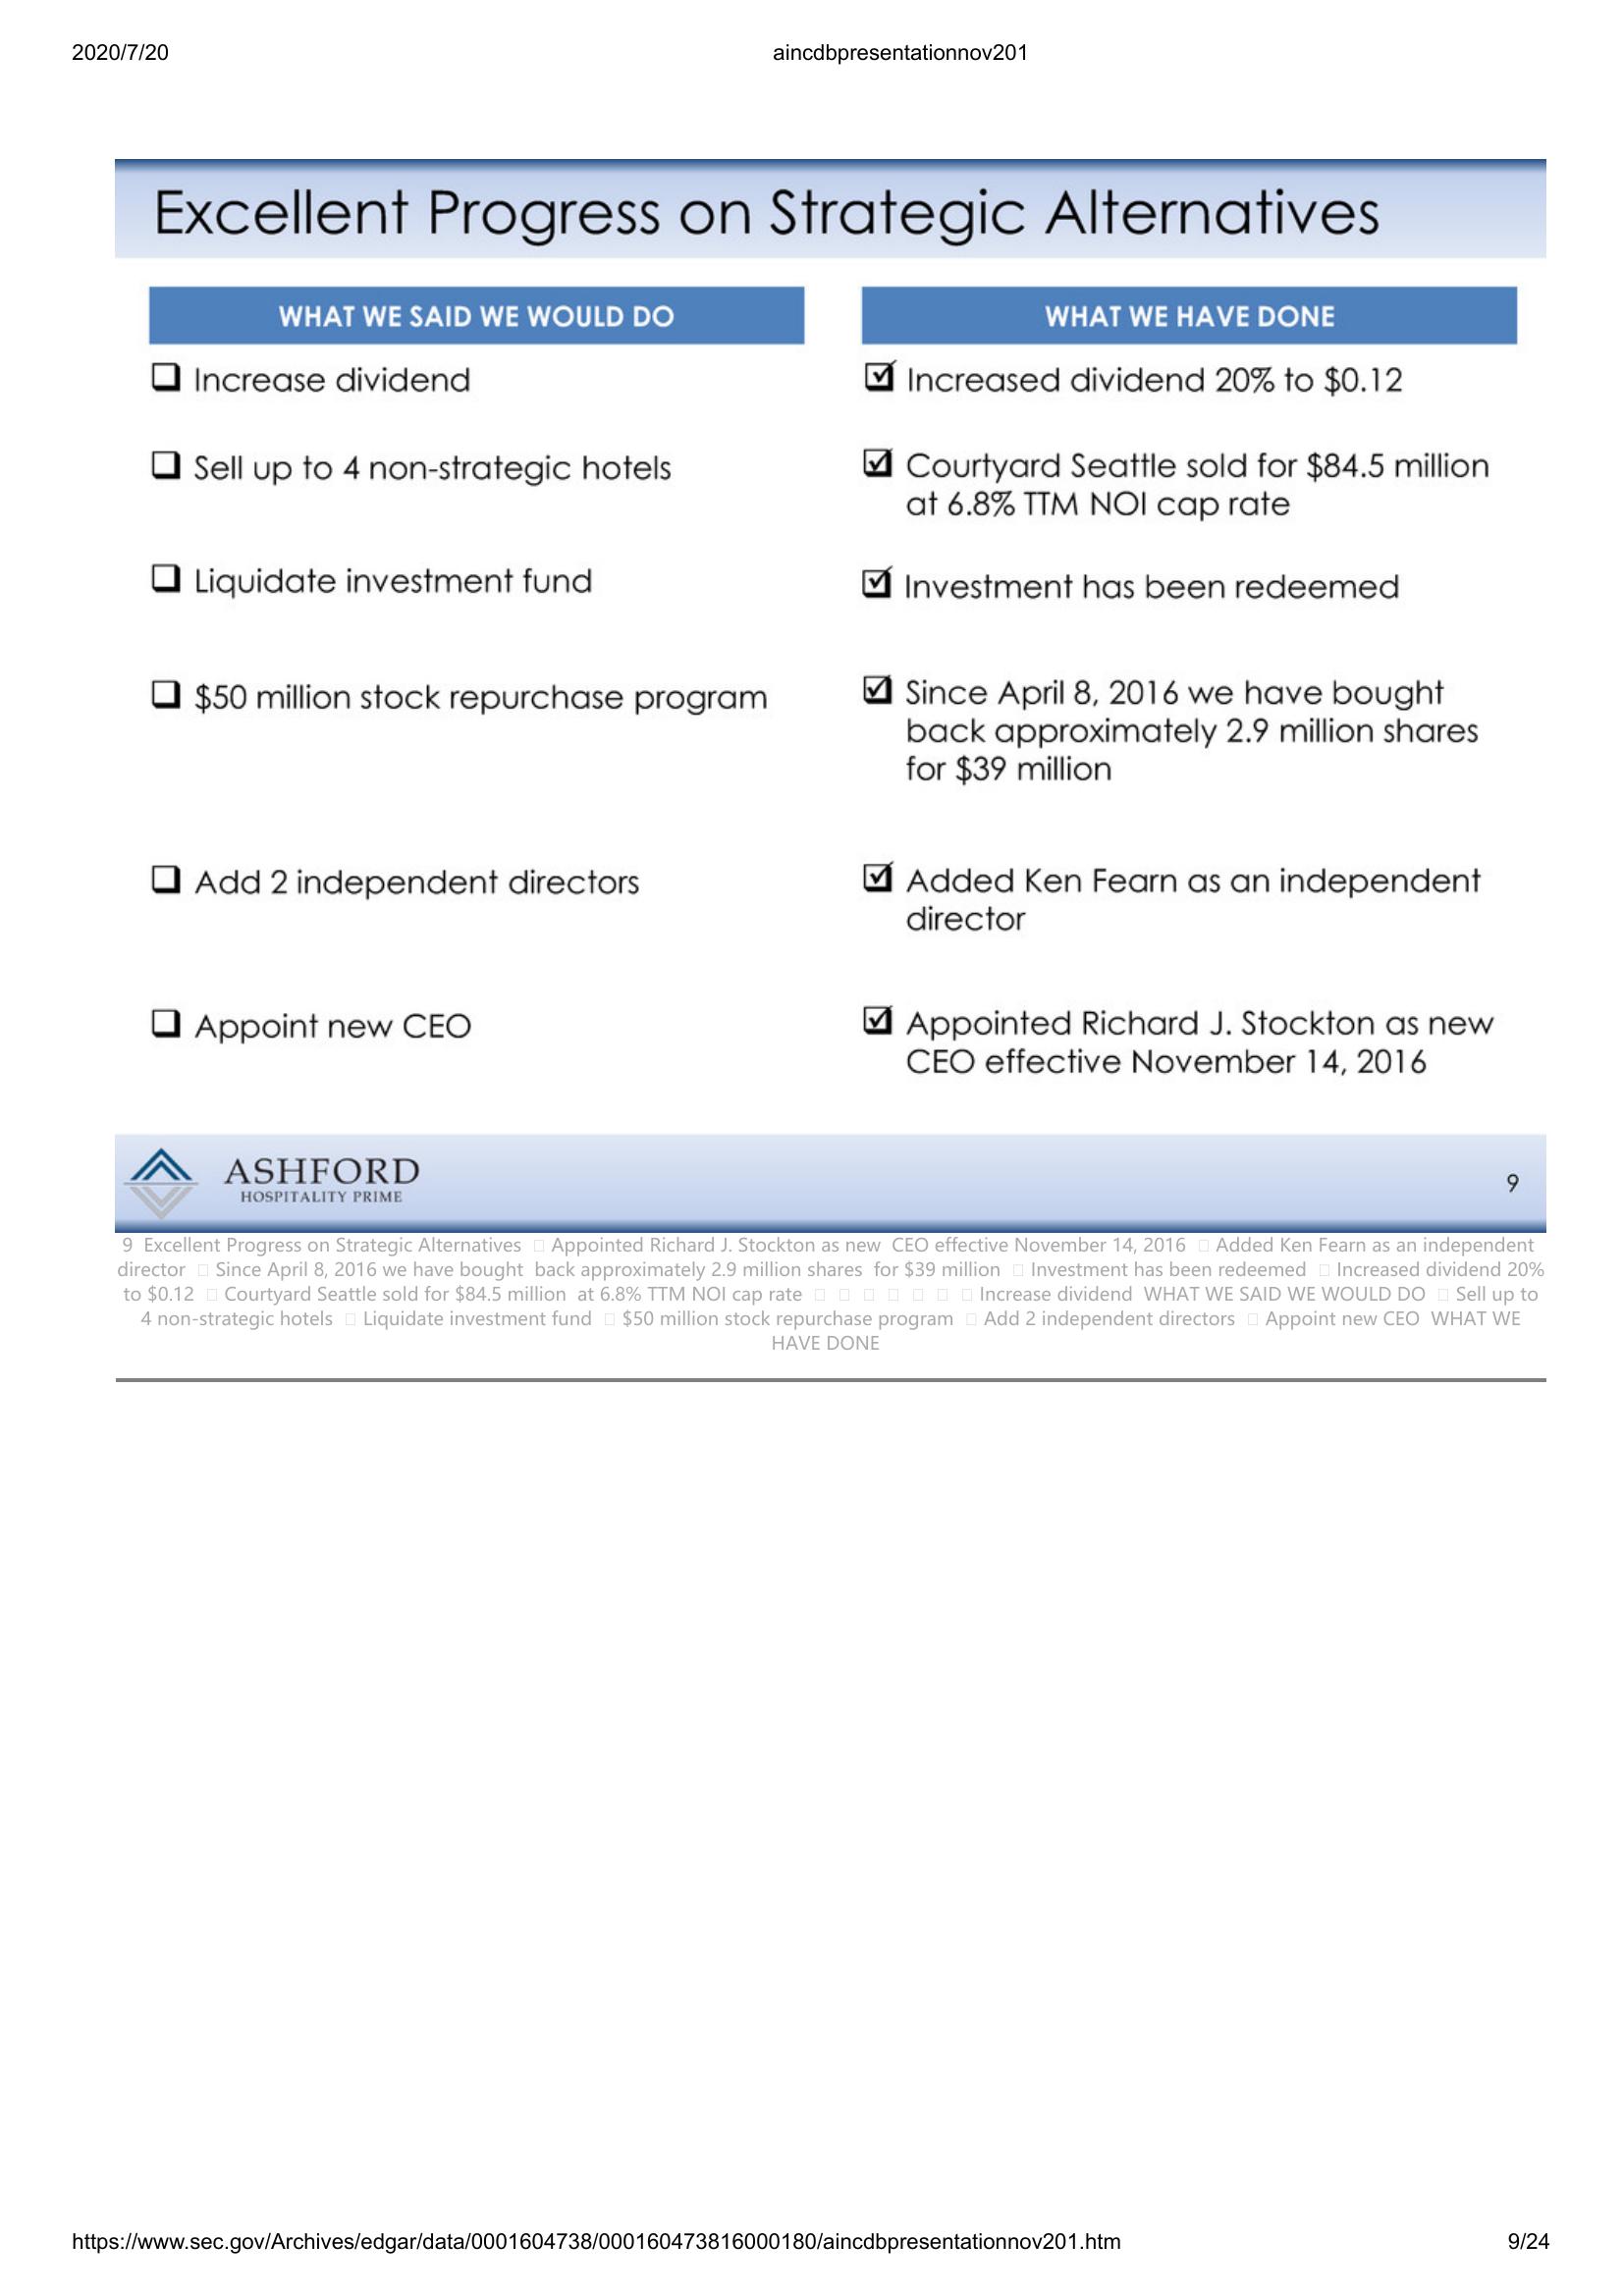 2020/7/20 aincdbpresentationnov201
Excellent Progress on Strategic Alternatives
WHAT WE SAID WE WOULD DO
❑ Increase dividend
❑ Sell up to 4 non-strategic hotels
❑ Liquidate investment fund
❑ $50 million stock repurchase program
❑ Add 2 independent directors
❑ Appoint new CEO
WHAT WE HAVE DONE
☑ Increased dividend 20% to $0.12
☑ Courtyard Seattle sold for $84.5 million
at 6.8% TTM NOI cap rate
☑ Investment has been redeemed
☑ Since April 8, 2016 we have bought
back approximately 2.9 million shares
for $39 million
☑ Added Ken Fearn as an independent
director
☑ Appointed Richard J. Stockton as new
CEO effective November 14, 2016
ASHFORD
HOSPITALITY PRIME
9
9 Excellent Progress on Strategic Alternatives  Appointed Richard J. Stockton as new CEO effective November 14, 2016  Added Ken Fearn as an independent
director  Since April 8, 2016 we have bought back approximately 2.9 million shares for $39 million  Investment has been redeemed  Increased dividend 20%
to $0.12  Courtyard Seattle sold for $84.5 million at 6.8% TTM NOI cap rate        Increase dividend WHAT WE SAID WE WOULD DO  Sell up to
4 non-strategic hotels  Liquidate investment fund  $50 million stock repurchase program  Add 2 independent directors  Appoint new CEO WHAT WE
HAVE DONE
https://www.sec.gov/Archives/edgar/data/0001604738/000160473816000180/aincdbpresentationnov201.htm 9/24